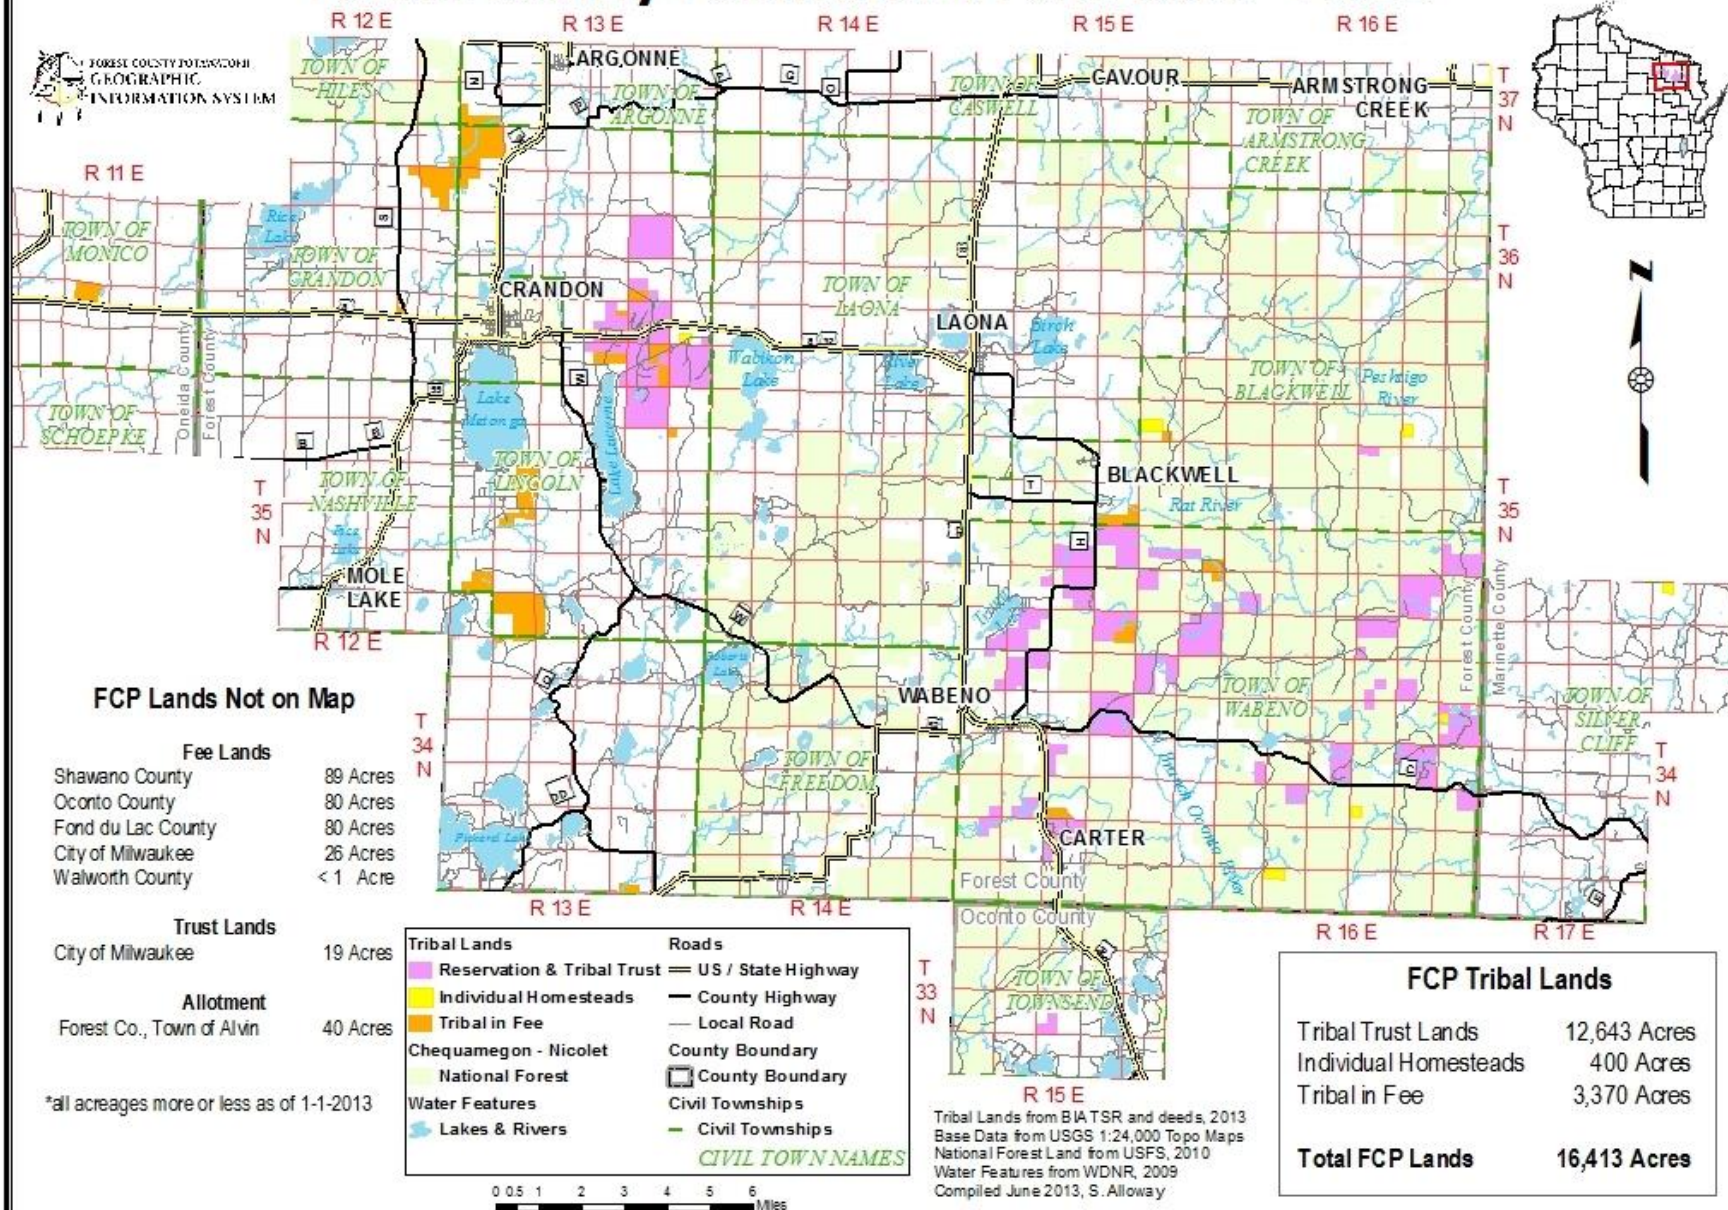 R 12 E
R 13 E
R 14 E
R 15 E
R 16 E
FOREST COUNTY POTAWATOMI
GEOGRAPHIC
INFORMATION SYSTEM
TOWN OF
HILES
ARGONNE
TOWN OF
ARGONNE
TOWN OF
CASWELL
CAVOUR
ARMSTRONG
CREEK
TOWN OF
ARMSTRONG
CREEK
T
37
N
R 11 E
TOWN OF
MONICO
Rice
Lake
TOWN OF
CRANDON
CRANDON
TOWN OF
LAONA
LAONA
Birch
Lake
T
36
N
N
Oneida County
Forest County
TOWN OF
SCHOEPKE
Lake
Metonga
Lake Lucerne
Wabikon
Lake
River
Lake
TOWN OF
BLACKWELL
Peshtigo
River
TOWN OF
NASHVILLE
TOWN OF
LINCOLN
BLACKWELL
Rat River
T
35
N
T
35
N
Rice
Lake
MOLE
LAKE
R 12 E
S
G
W
W
T
H
C
DD
Roberts
Lake
WABENO
TOWN OF
WABENO
Forest County
Marinette County
TOWN OF
SILVER
CLIFF
T
34
N
T
34
N
TOWN OF
FREEDOM
CARTER
Forest County
Oconto County
R 13 E
R 14 E
R 16 E
R 17 E
T
33
N
TOWN OF
TOWNSEND
R 15 E
FCP Lands Not on Map
Fee Lands
Shawano County 89 Acres
Oconto County 80 Acres
Fond du Lac County 80 Acres
City of Milwaukee 26 Acres
Walworth County < 1 Acre
Trust Lands
City of Milwaukee 19 Acres
Allotment
Forest Co., Town of Alvin 40 Acres
*all acreages more or less as of 1-1-2013
Tribal Lands
Reservation & Tribal Trust
Individual Homesteads
Tribal in Fee
Chequamegon - Nicolet
National Forest
Water Features
Lakes & Rivers
Roads
US / State Highway
County Highway
Local Road
County Boundary
County Boundary
Civil Townships
Civil Townships
CIVIL TOWN NAMES
0 0.5 1 2 3 4 5 6
Miles
Tribal Lands from BIA TSR and deeds, 2013
Base Data from USGS 1:24,000 Topo Maps
National Forest Land from USFS, 2010
Water Features from WDNR, 2009
Compiled June 2013, S. Alloway
FCP Tribal Lands
Tribal Trust Lands 12,643 Acres
Individual Homesteads 400 Acres
Tribal in Fee 3,370 Acres
Total FCP Lands 16,413 Acres